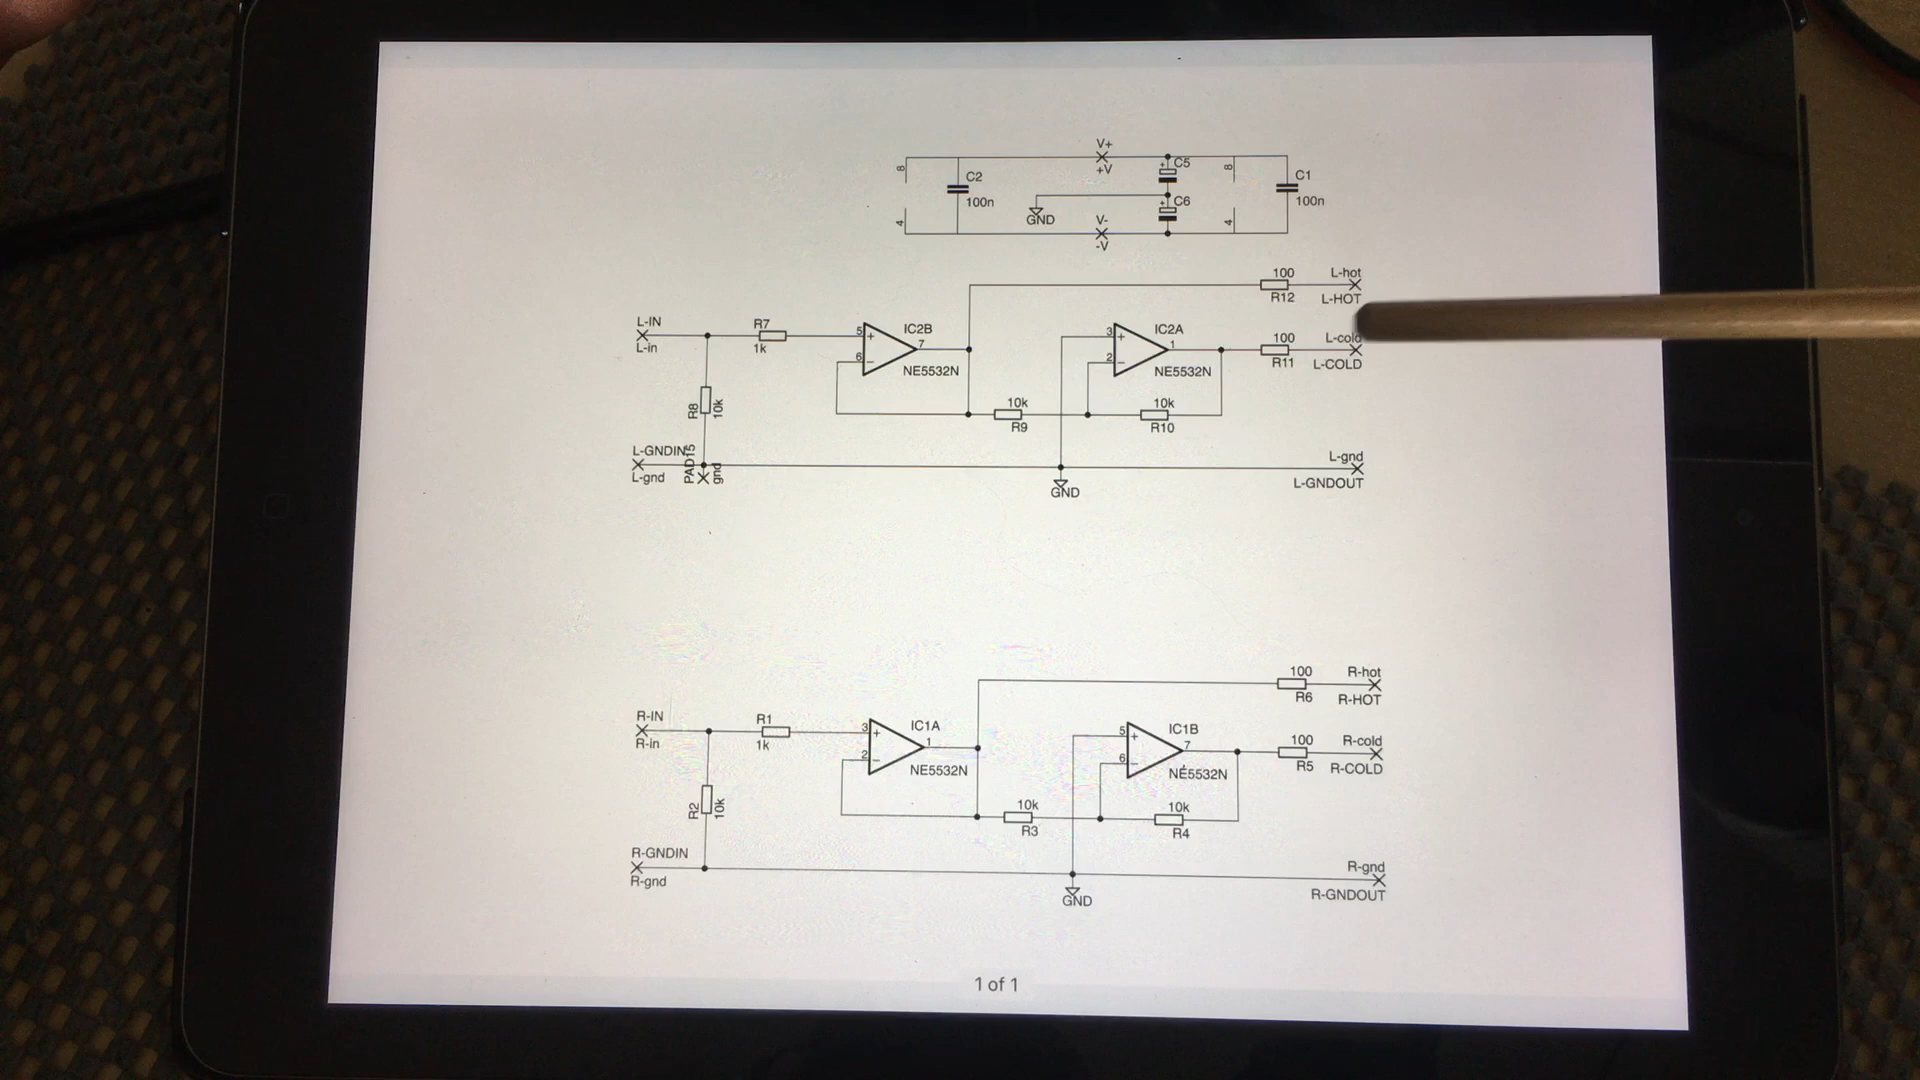 V+
+V
8
C2
100n
4
GND
C5
C6
V-
-V
8
4
C1
100n
100
L-hot
R12
L-HOT
L-IN
L-in
R7
1k
5
6
+
−
7
IC2B
NE5532N
3
2
+
−
1
IC2A
NE5532N
100
L-cold
R11
L-COLD
R8
10k
10k
R9
10k
R10
L-GNDIN
L-gnd
PAD15
gnd
GND
L-gnd
L-GNDOUT
100
R-hot
R6
R-HOT
R-IN
R-in
R1
1k
3
2
+
−
1
IC1A
NE5532N
5
6
+
−
7
IC1B
NE5532N
100
R-cold
R5
R-COLD
R2
10k
10k
R3
10k
R4
R-GNDIN
R-gnd
GND
R-gnd
R-GNDOUT
1 of 1